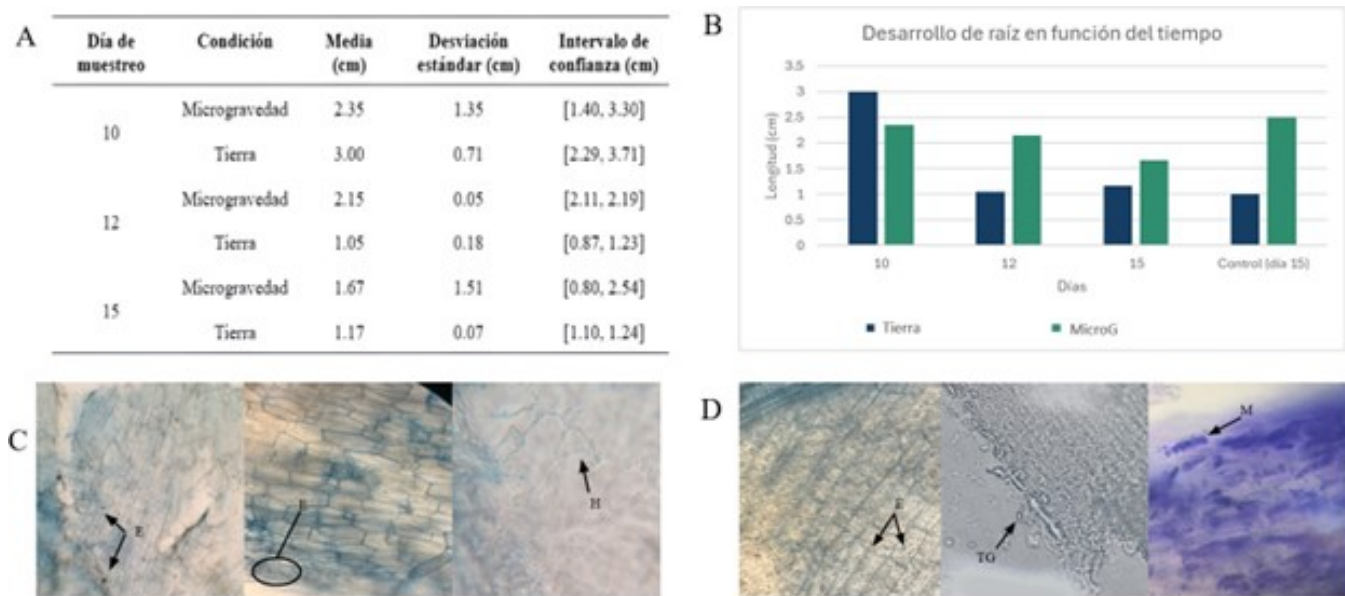 A
Día de muestreo Condición Media (cm) Desviación estándar (cm) Intervalo de confianza (cm)
10 Microgravedad 2.35 1.35 [1.40, 3.30]
Tierra 3.00 0.71 [2.29, 3.71]
12 Microgravedad 2.15 0.05 [2.11, 2.19]
Tierra 1.05 0.18 [0.87, 1.23]
15 Microgravedad 1.67 1.51 [0.80, 2.54]
Tierra 1.17 0.07 [1.10, 1.24]
B
Desarrollo de raíz en función del tiempo
Longitud (cm)
3.5
3
2.5
2
1.5
1
0.5
0
10 12 15 Control (día 15)
Días
Tierra MicroG
C
E
H
D
E
TG
M